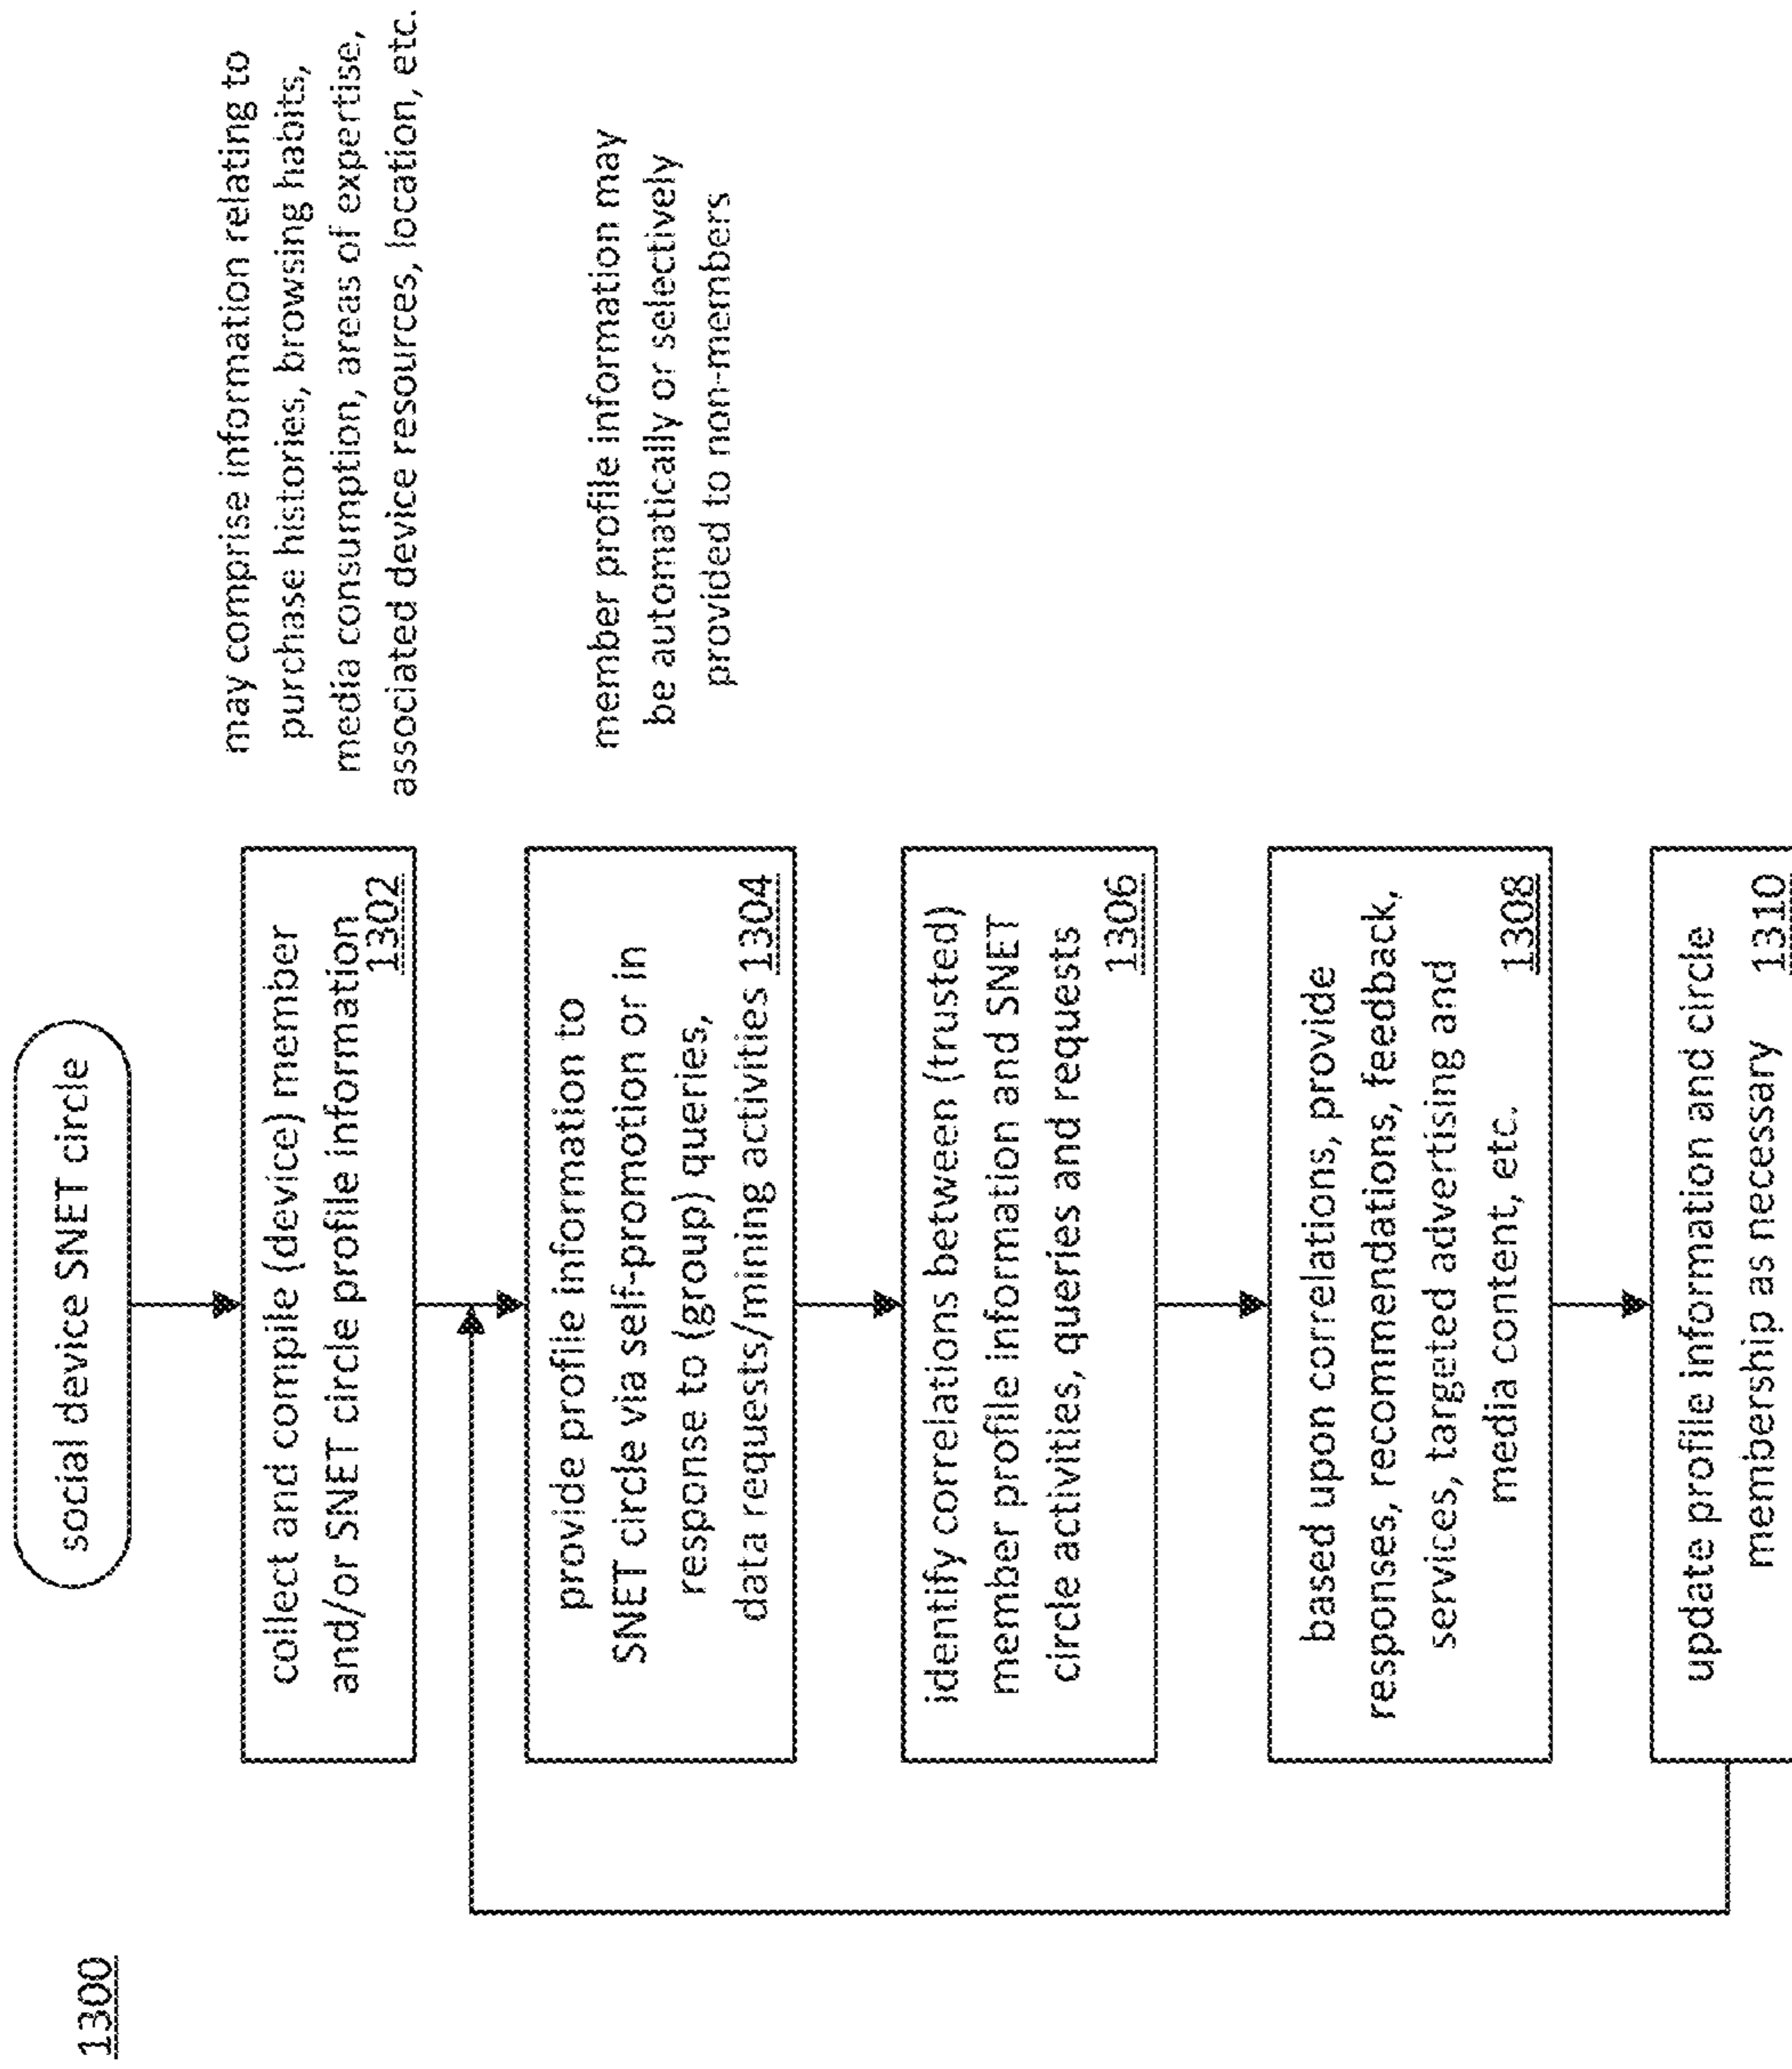 1300
social device SNET circle
collect and compile (device) member
and/or SNET circle profile information
1302
may comprise information relating to
purchase histories, browsing habits,
media consumption, areas of expertise,
associated device resources, location, etc.
provide profile information to
SNET circle via self-promotion or in
response to (group) queries,
data requests/mining activities 1304
member profile information may
be automatically or selectively
provided to non-members
identify correlations between (trusted)
member profile information and SNET
circle activities, queries and requests
1306
based upon correlations, provide
responses, recommendations, feedback,
services, targeted advertising and
media content, etc. 1308
update profile information and circle
membership as necessary 1310